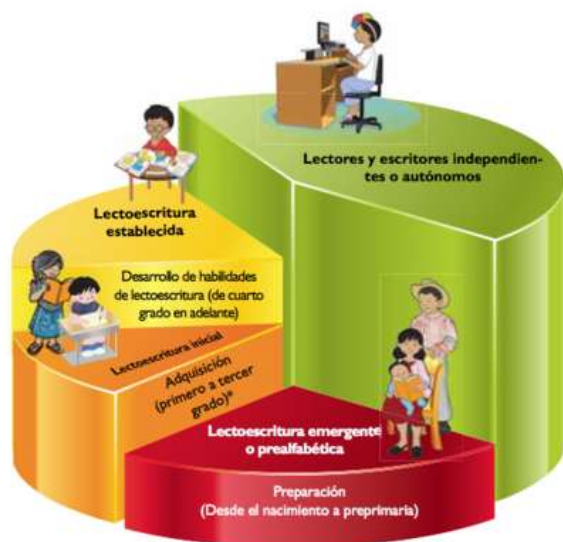 Lectores y escritores independien-
tes o autónomos
Lectoescritura
establecida
Desarrollo de habilidades
de lectoescritura (de cuarto
grado en adelante)
Lectoescritura inicial
Adquisición
(primero a tercer
grado)*
Lectoescritura emergente
o prealfabética
Preparación
(Desde el nacimiento a preprimaria)